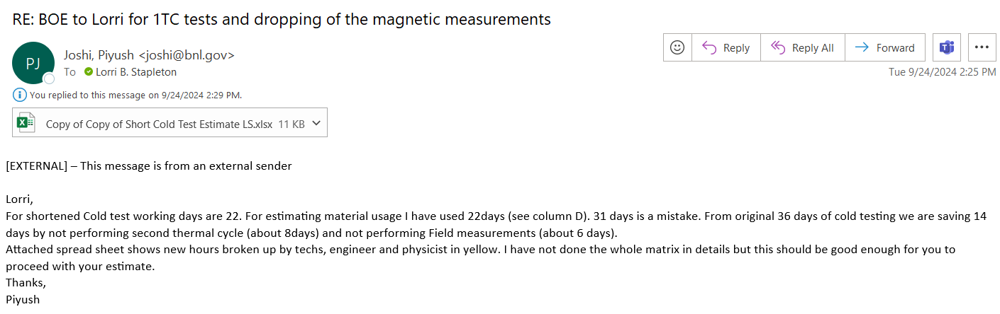 RE: BOE to Lorri for 1TC tests and dropping of the magnetic measurements
PJ
Joshi, Piyush <joshi@bnl.gov>
To Lorri B. Stapleton
Reply
Reply All
Forward
Tue 9/24/2024 2:25 PM
You replied to this message on 9/24/2024 2:29 PM.
Copy of Copy of Short Cold Test Estimate LS.xlsx 11 KB
[EXTERNAL] – This message is from an external sender
Lorri,
For shortened Cold test working days are 22. For estimating material usage I have used 22days (see column D). 31 days is a mistake. From original 36 days of cold testing we are saving 14
days by not performing second thermal cycle (about 8days) and not performing Field measurements (about 6 days).
Attached spread sheet shows new hours broken up by techs, engineer and physicist in yellow. I have not done the whole matrix in details but this should be good enough for you to
proceed with your estimate.
Thanks,
Piyush